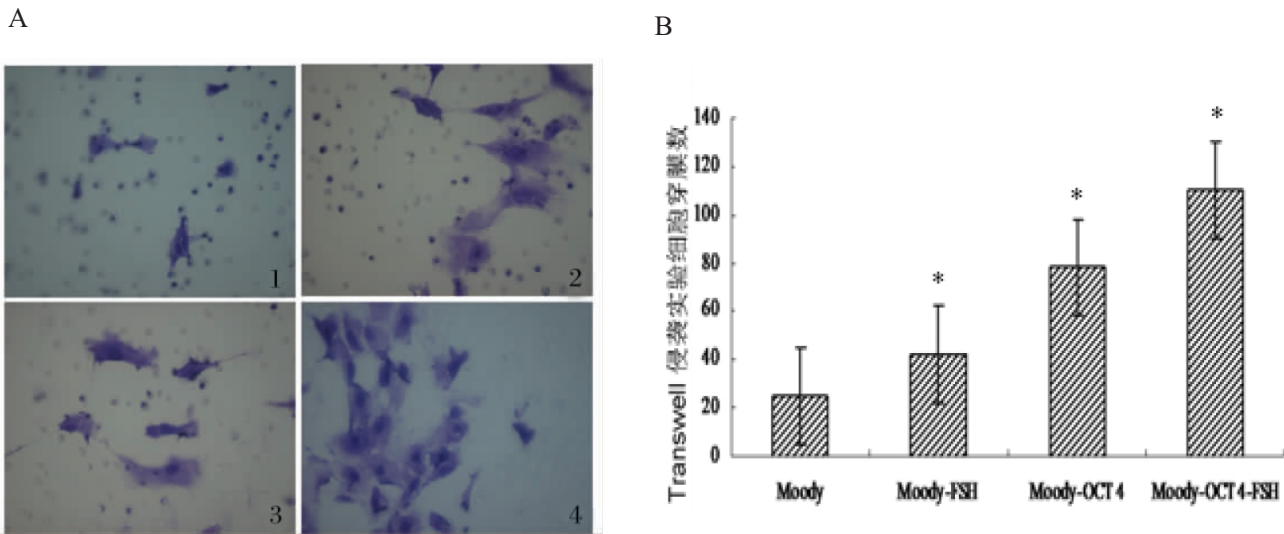 A
B
1
2
3
4
Transwell 侵袭实验细胞穿膜数
140
120
100
80
60
40
20
0
*
*
*
Moody
Moody-FSH
Moody-OCT4
Moody-OCT4-FSH